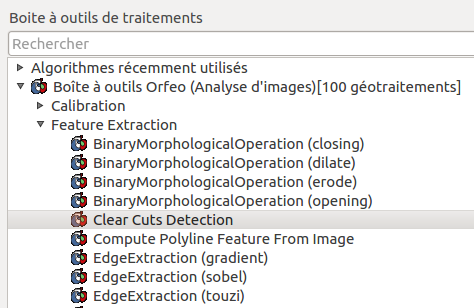 Boite à outils de traitements
Rechercher
Algorithmes récemment utilisés
Boîte à outils Orfeo (Analyse d'images)[100 géotraitements]
Calibration
Feature Extraction
BinaryMorphologicalOperation (closing)
BinaryMorphologicalOperation (dilate)
BinaryMorphologicalOperation (erode)
BinaryMorphologicalOperation (opening)
Clear Cuts Detection
Compute Polyline Feature From Image
EdgeExtraction (gradient)
EdgeExtraction (sobel)
EdgeExtraction (touzi)